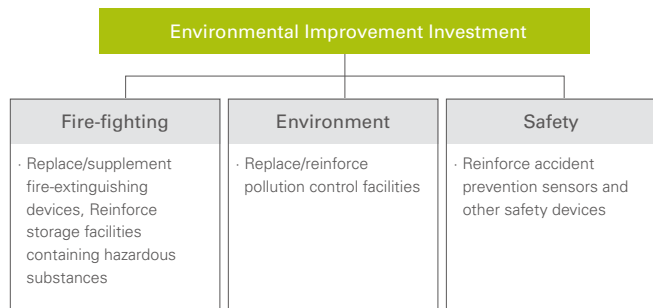 Environmental Improvement Investment
Fire-fighting
· Replace/supplement
fire-extinguishing
devices, Reinforce
storage facilities
containing hazardous
substances
Environment
· Replace/reinforce
pollution control facilities
Safety
· Reinforce accident
prevention sensors and
other safety devices